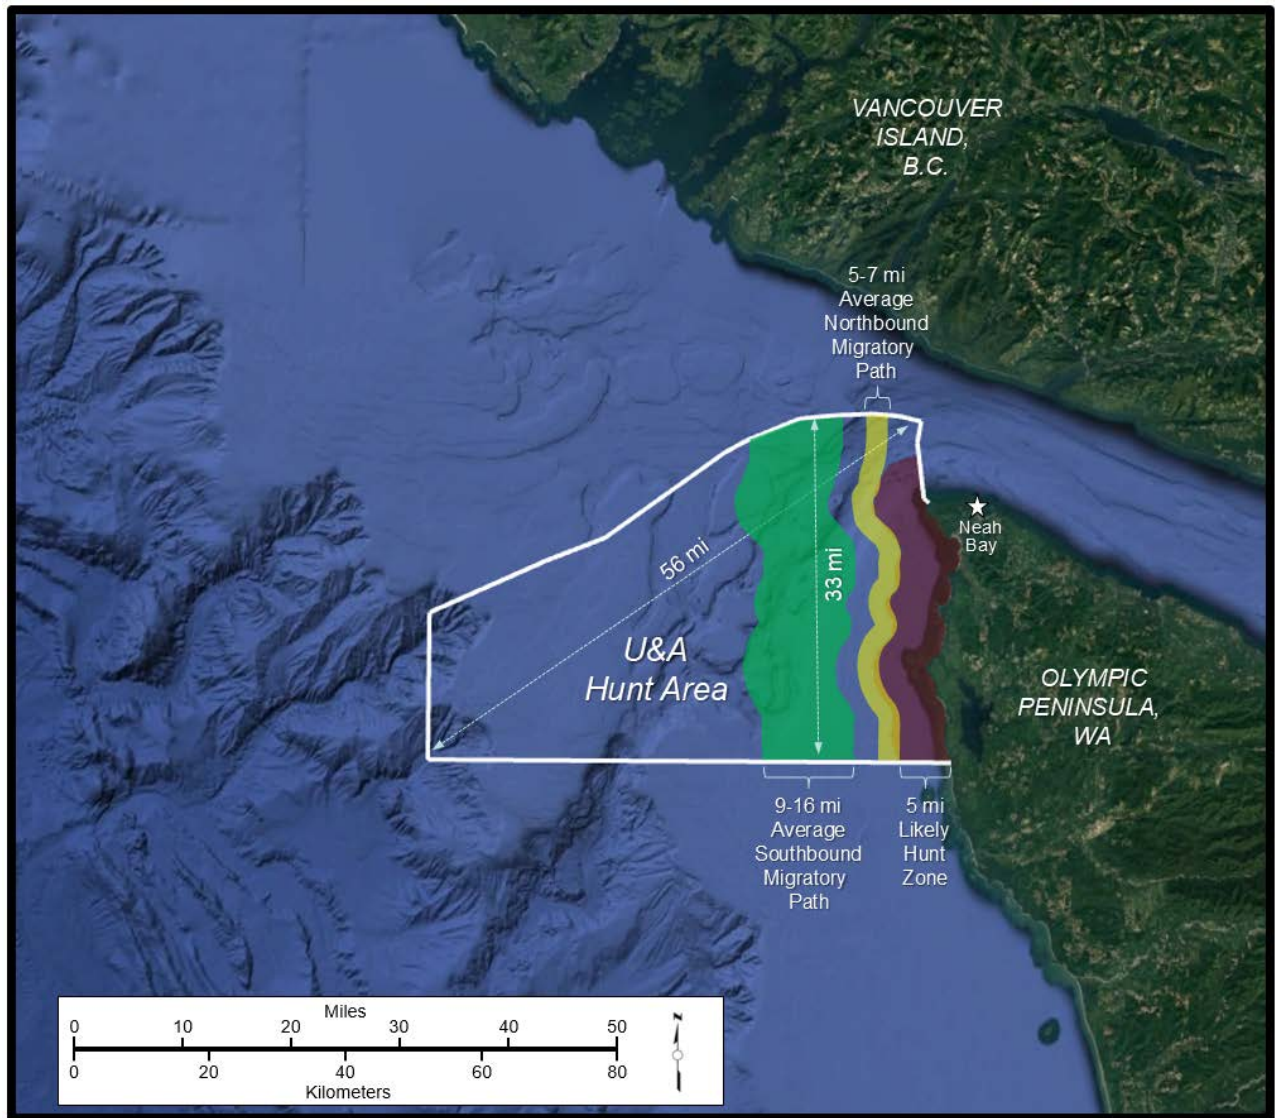 VANCOUVER
ISLAND,
B.C.
5-7 mi
Average
Northbound
Migratory
Path
Neah
Bay
56 mi
33 mi
U&A
Hunt Area
OLYMPIC
PENINSULA,
WA
9-16 mi
Average
Southbound
Migratory
Path
5 mi
Likely
Hunt
Zone
Miles
0 10 20 30 40 50
0 20 40 60 80
Kilometers
N